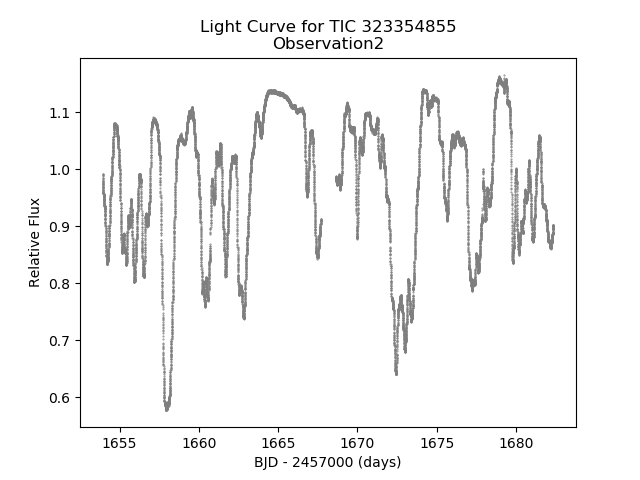 Light Curve for TIC 323354855
Observation2
1.1
1.0
0.9
0.8
0.7
0.6
Relative Flux
1655 1660 1665 1670 1675 1680
BJD - 2457000 (days)